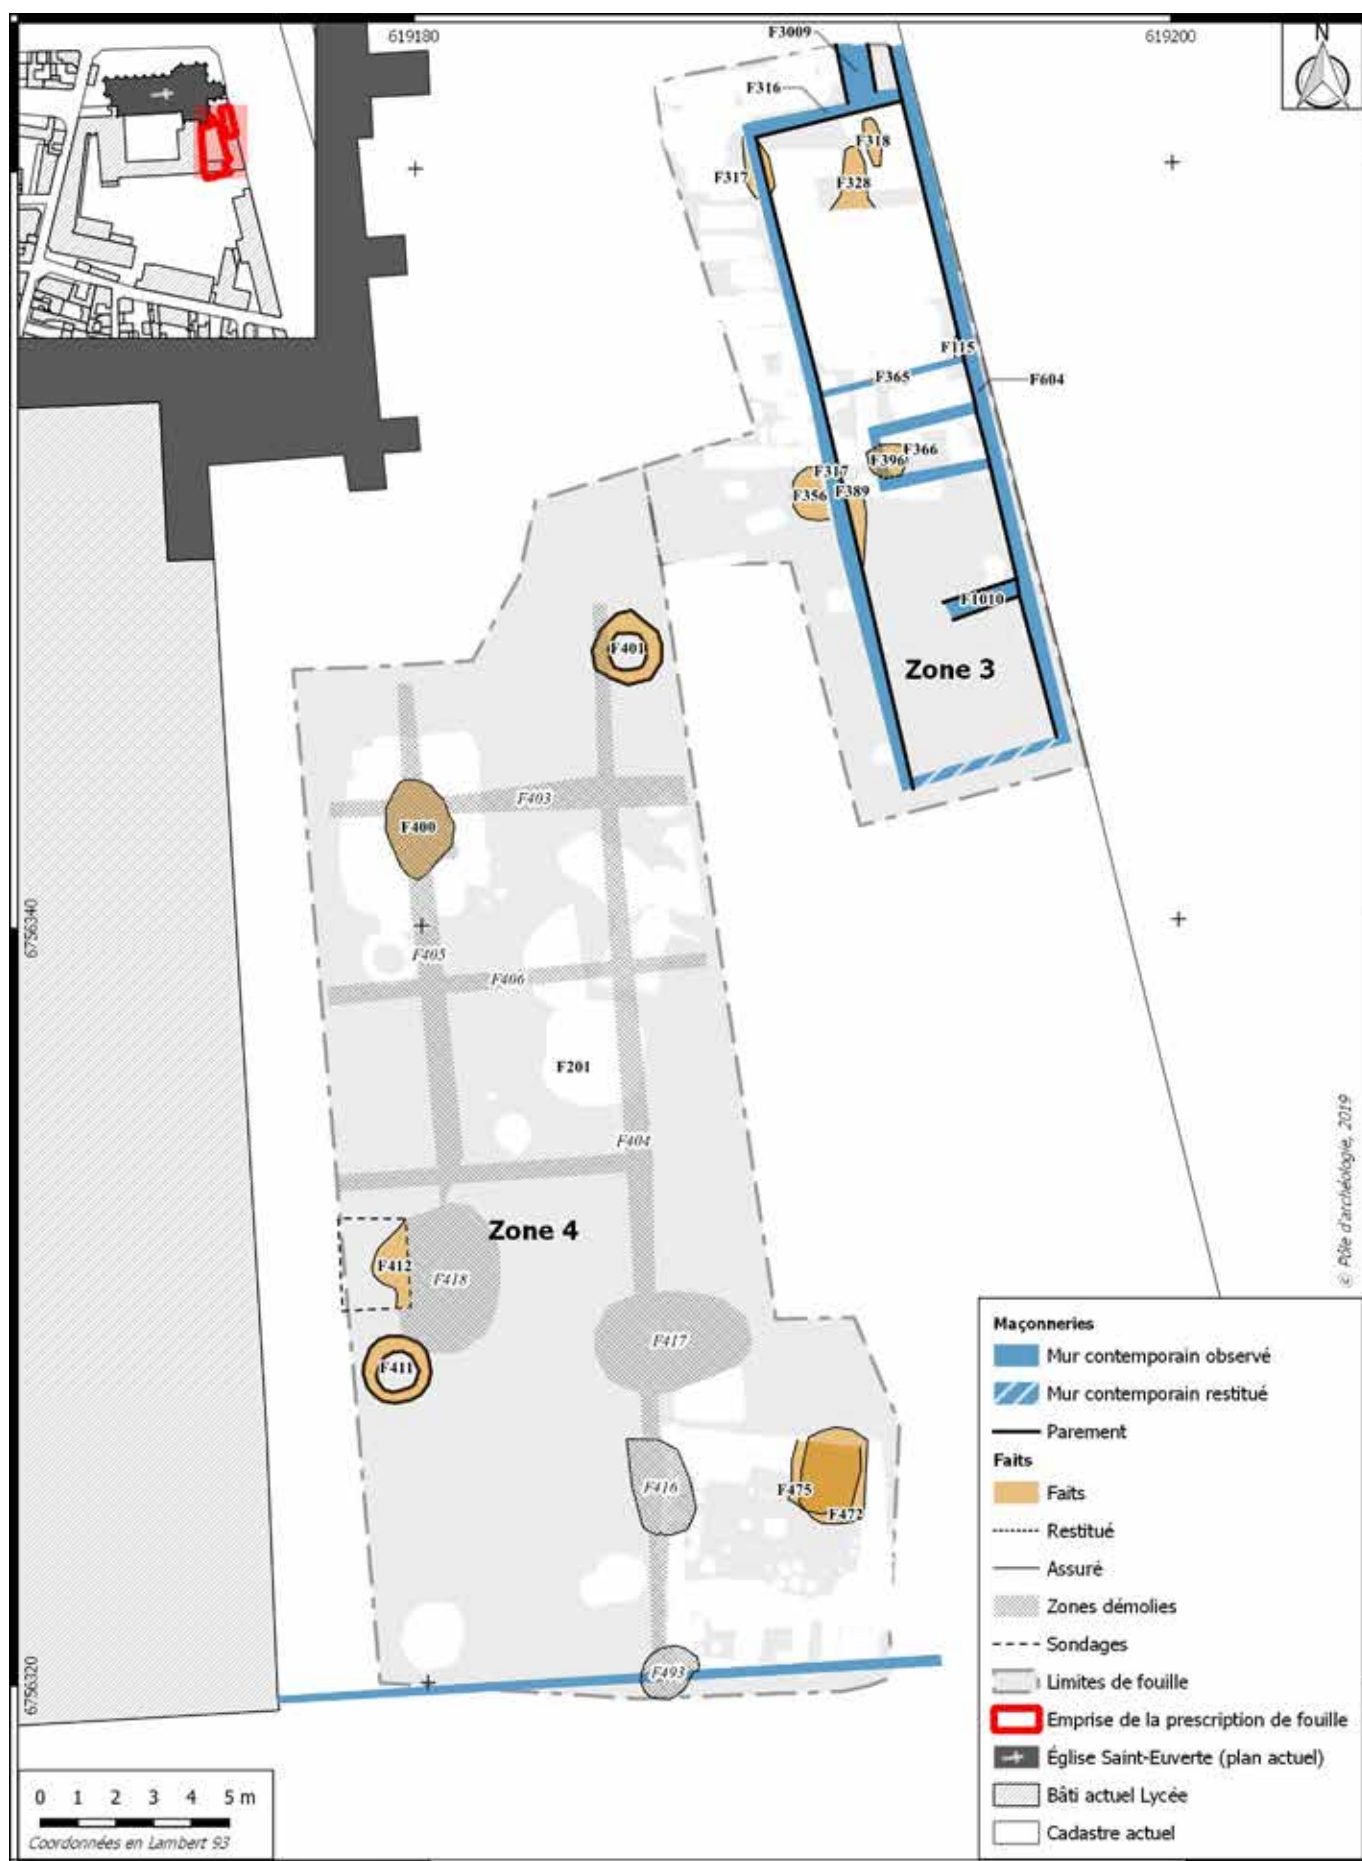 619180
619200
N
F3009
F316
F318
F317
F328
F115
F365
F604
F366
F396
F317
F356
F389
F1010
Zone 3
F401
F403
F400
6756340
F405
F406
F201
F404
Zone 4
F412
F418
F417
F411
F416
F475
F472
F493
6756320
© Pôle d'archéologie, 2019
Maçonneries
Mur contemporain observé
Mur contemporain restitué
Parement
Faits
Faits
Restitué
Assuré
Zones démolies
Sondages
Limites de fouille
Emprise de la prescription de fouille
Église Saint-Euverte (plan actuel)
Bâti actuel Lycée
Cadastre actuel
0 1 2 3 4 5 m
Coordonnées en Lambert 93